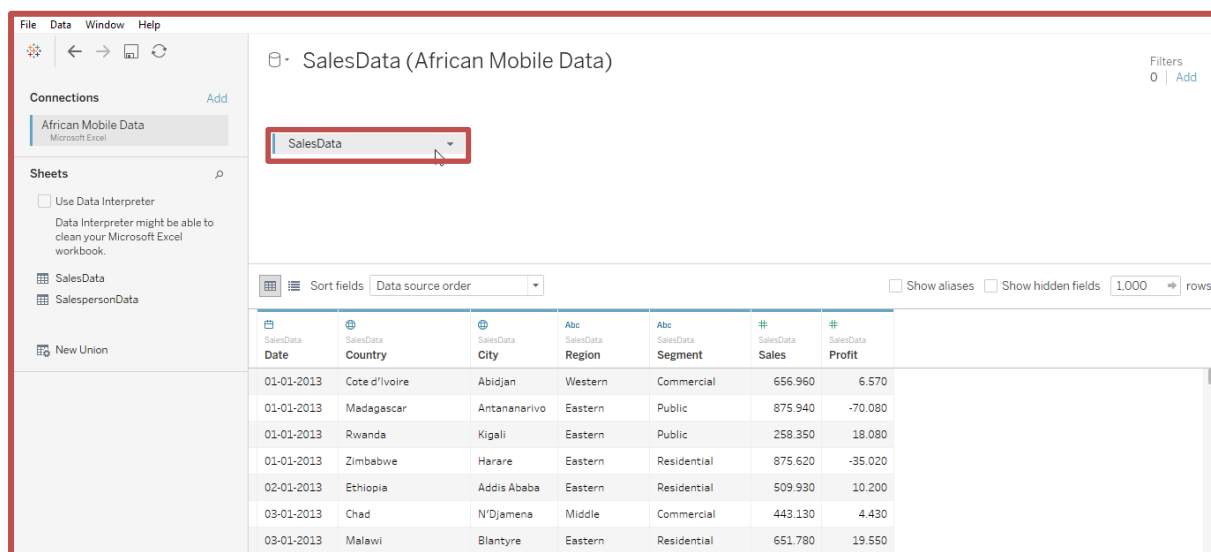 File Data Window Help
SalesData (African Mobile Data)
Filters
0 Add
Connections Add
African Mobile Data
Microsoft Excel
SalesData
Sheets
Use Data Interpreter
Data Interpreter might be able to
clean your Microsoft Excel
workbook.
SalesData
SalespersonData
New Union
Sort fields Data source order Show aliases Show hidden fields 1,000 rows
Abc Abc # #
SalesData SalesData SalesData SalesData SalesData SalesData SalesData
Date Country City Region Segment Sales Profit
01-01-2013 Cote d'Ivoire Abidjan Western Commercial 656.960 6.570
01-01-2013 Madagascar Antananarivo Eastern Public 875.940 -70.080
01-01-2013 Rwanda Kigali Eastern Public 258.350 18.080
01-01-2013 Zimbabwe Harare Eastern Residential 875.620 -35.020
02-01-2013 Ethiopia Addis Ababa Eastern Residential 509.930 10.200
03-01-2013 Chad N'Djamena Middle Commercial 443.130 4.430
03-01-2013 Malawi Blantyre Eastern Residential 651.780 19.550